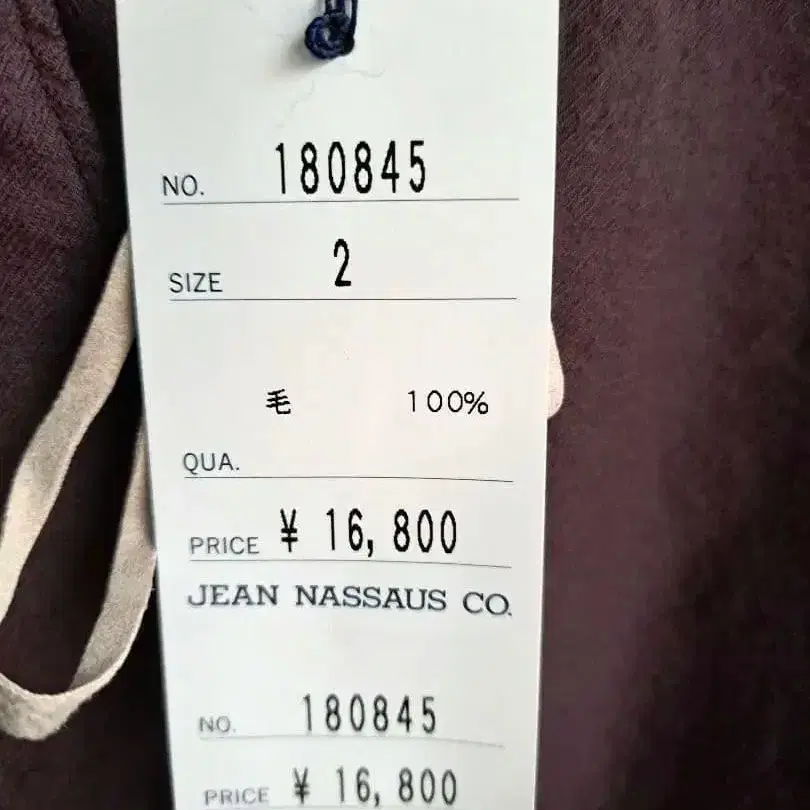 NO. 180845
SIZE 2
毛 100%
QUA.
PRICE ¥ 16,800
JEAN NASSAUS CO.
NO. 180845
PRICE ¥ 16,800